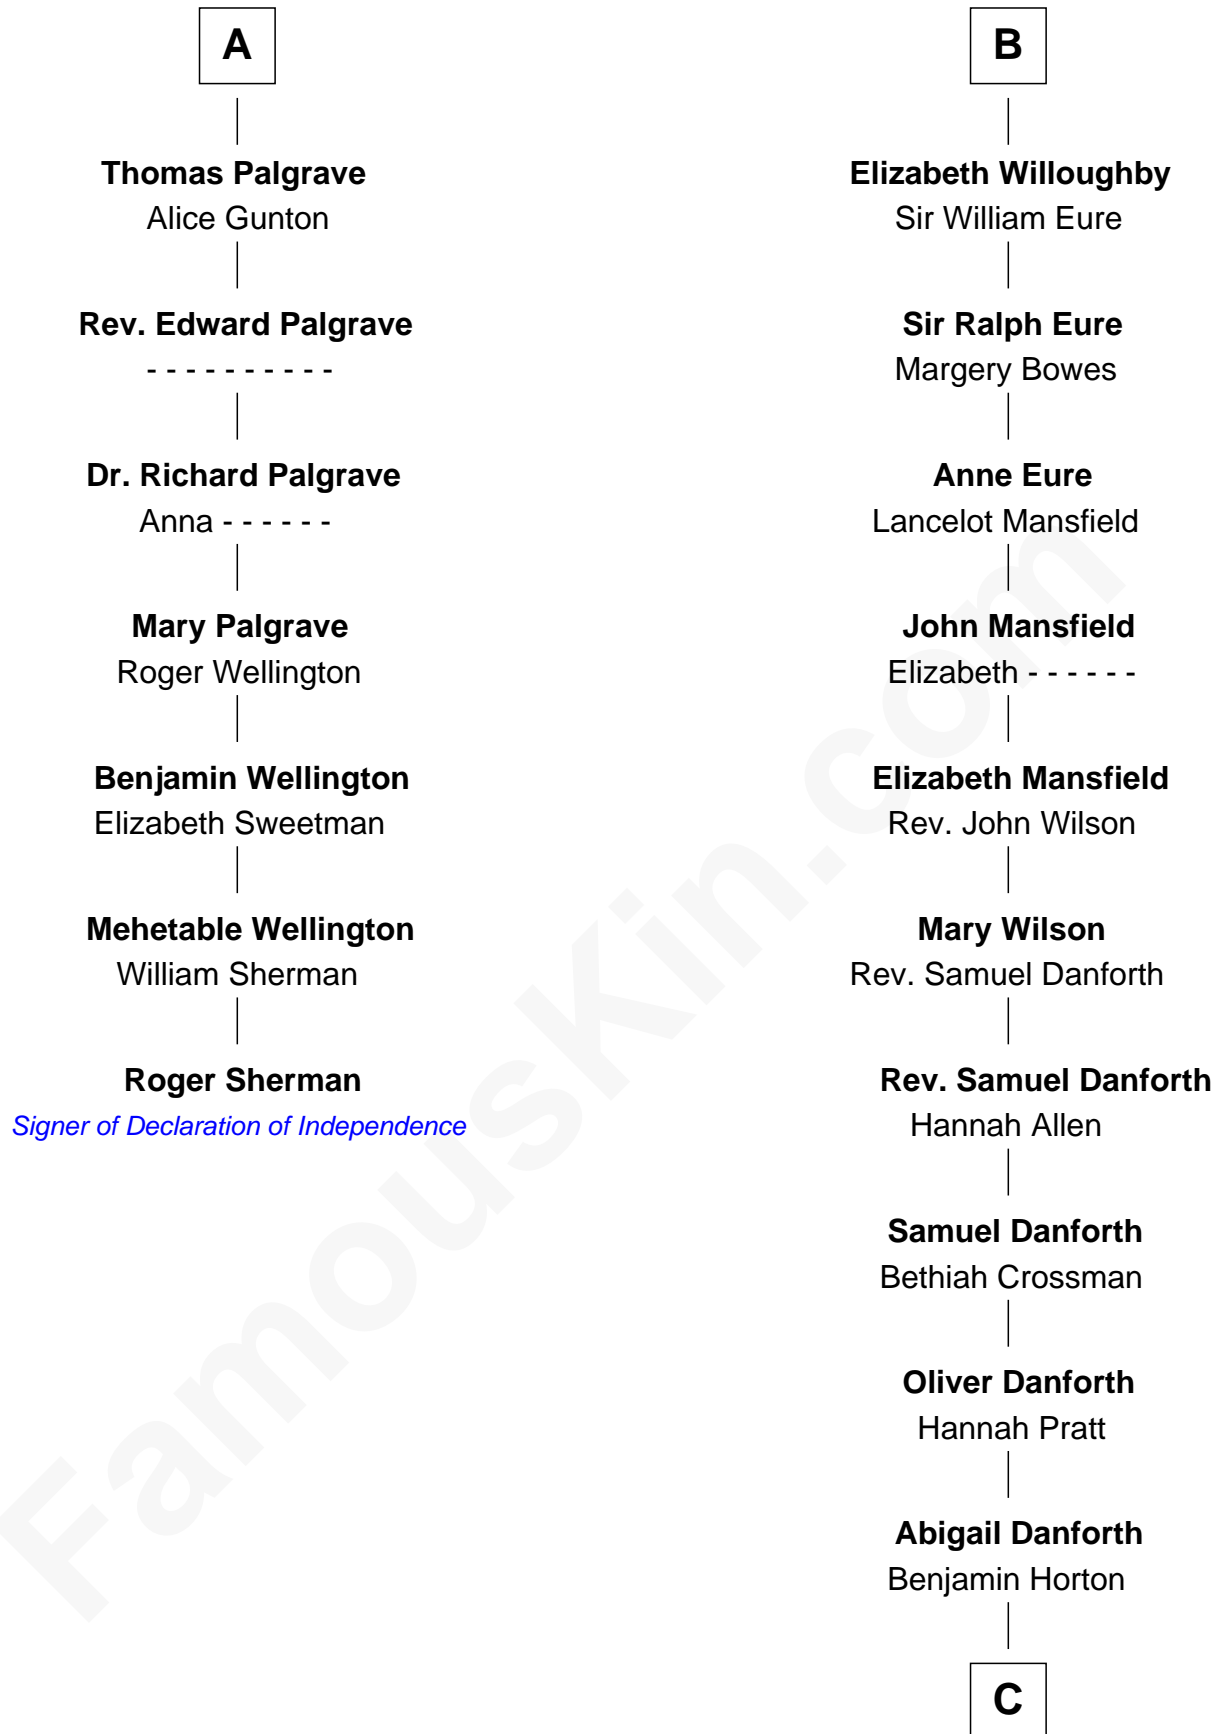 A
Thomas Palgrave
Alice Gunton
Rev. Edward Palgrave
- - - - - - - - - -
Dr. Richard Palgrave
Anna - - - - - -
Mary Palgrave
Roger Wellington
Benjamin Wellington
Elizabeth Sweetman
Mehetable Wellington
William Sherman
Roger Sherman
Signer of Declaration of Independence
B
Elizabeth Willoughby
Sir William Eure
Sir Ralph Eure
Margery Bowes
Anne Eure
Lancelot Mansfield
John Mansfield
Elizabeth - - - - - -
Elizabeth Mansfield
Rev. John Wilson
Mary Wilson
Rev. Samuel Danforth
Rev. Samuel Danforth
Hannah Allen
Samuel Danforth
Bethiah Crossman
Oliver Danforth
Hannah Pratt
Abigail Danforth
Benjamin Horton
C
FamousKin.com